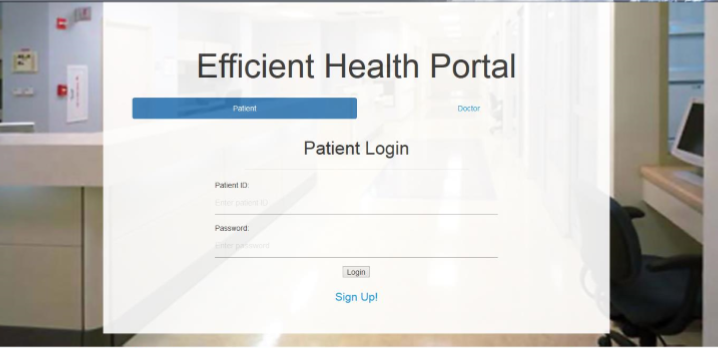 Efficient Health Portal
Patient Doctor
Patient Login
Patient ID:
Enter patient ID
Password:
Enter password
Login
Sign Up!